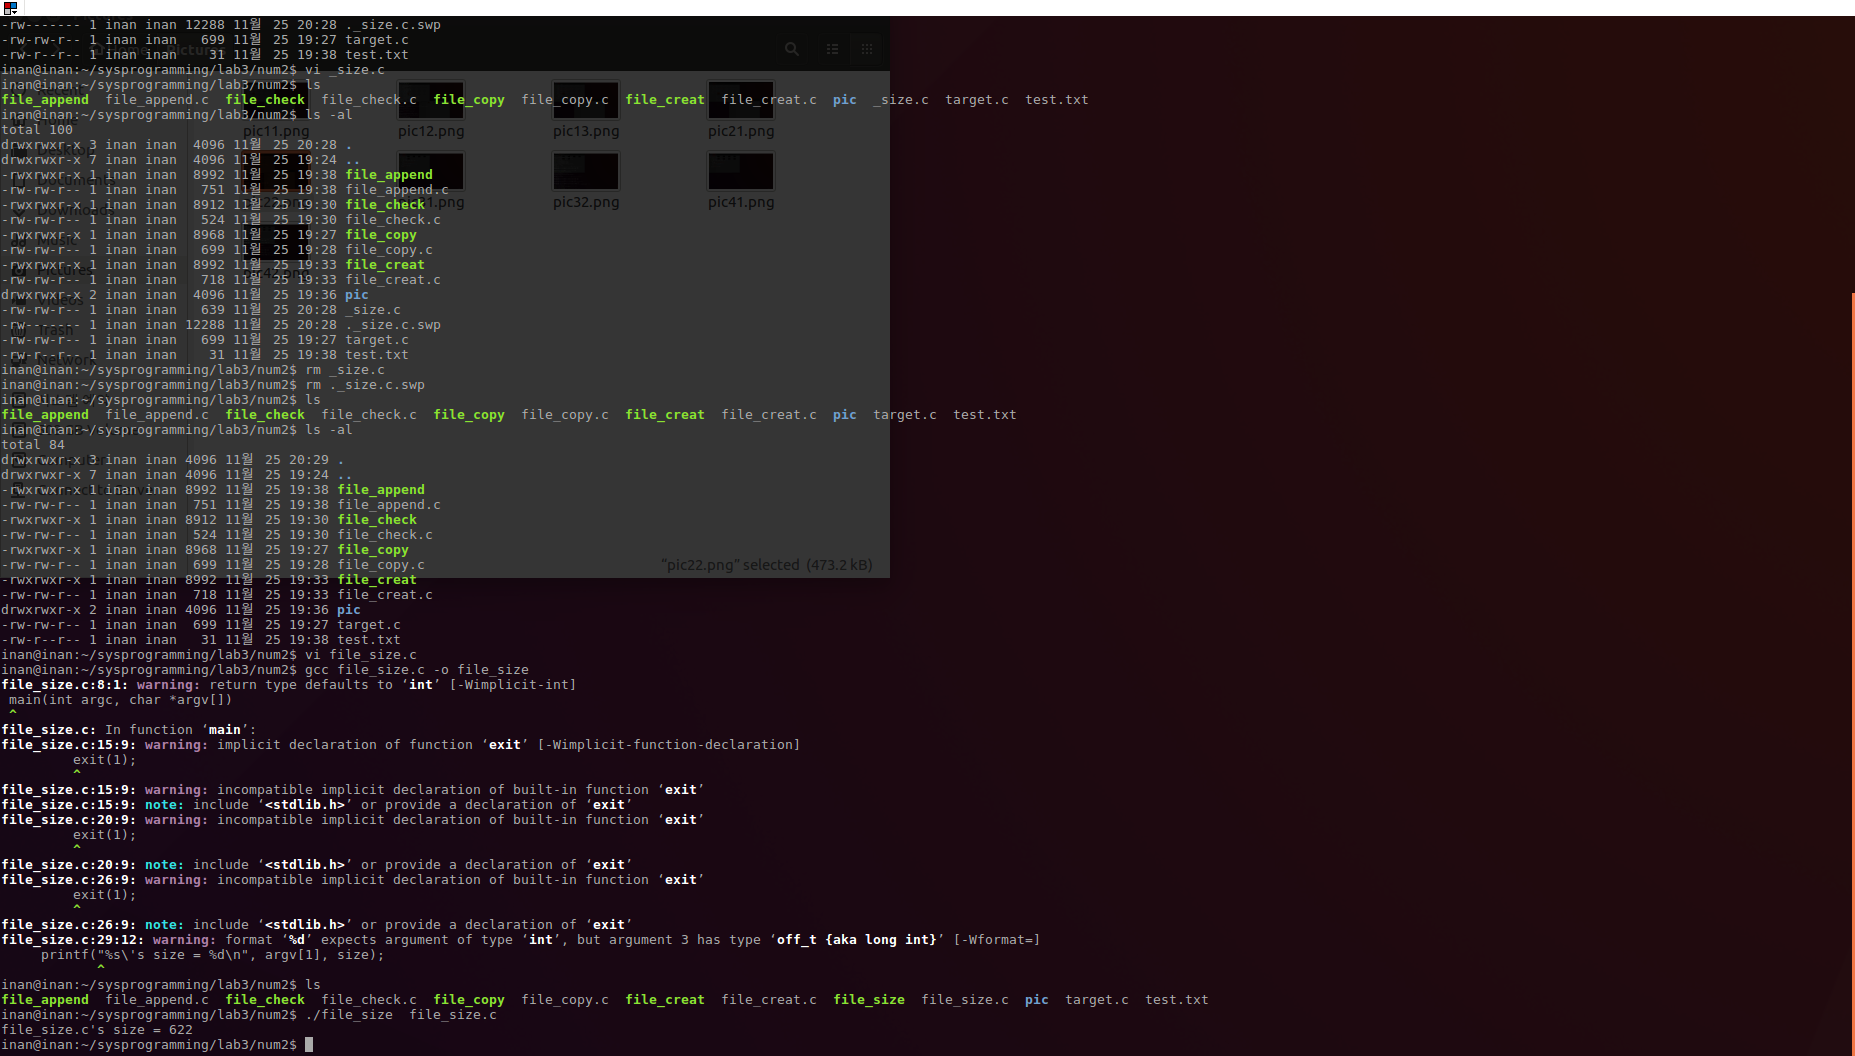 -rw------- 1 inan inan 12288 11월 25 20:28 ._size.c.swp
-rw-rw-r-- 1 inan inan   699 11월 25 19:27 target.c
-rw-r--r-- 1 inan inan    31 11월 25 19:38 test.txt
inan@inan:~/sysprogramming/lab3/num2$ vi _size.c
inan@inan:~/sysprogramming/lab3/num2$ ls
file_append  file_append.c  file_check  file_check.c  file_copy  file_copy.c  file_creat  file_creat.c  pic  _size.c  target.c  test.txt
inan@inan:~/sysprogramming/lab3/num2$ ls -al
total 100
drwxrwxr-x 3 inan inan  4096 11월 25 20:28 .
drwxrwxr-x 7 inan inan  4096 11월 25 19:24 ..
-rwxrwxr-x 1 inan inan  8992 11월 25 19:38 file_append
-rw-rw-r-- 1 inan inan   751 11월 25 19:38 file_append.c
-rwxrwxr-x 1 inan inan  8912 11월 25 19:30 file_check
-rw-rw-r-- 1 inan inan   524 11월 25 19:30 file_check.c
-rwxrwxr-x 1 inan inan  8968 11월 25 19:27 file_copy
-rw-rw-r-- 1 inan inan   699 11월 25 19:28 file_copy.c
-rwxrwxr-x 1 inan inan  8992 11월 25 19:33 file_creat
-rw-rw-r-- 1 inan inan   718 11월 25 19:33 file_creat.c
drwxrwxr-x 2 inan inan  4096 11월 25 19:36 pic
-rw-rw-r-- 1 inan inan   639 11월 25 20:28 _size.c
-rw------- 1 inan inan 12288 11월 25 20:28 ._size.c.swp
-rw-rw-r-- 1 inan inan   699 11월 25 19:27 target.c
-rw-r--r-- 1 inan inan    31 11월 25 19:38 test.txt
inan@inan:~/sysprogramming/lab3/num2$ rm _size.c
inan@inan:~/sysprogramming/lab3/num2$ rm ._size.c.swp
inan@inan:~/sysprogramming/lab3/num2$ ls
file_append  file_append.c  file_check  file_check.c  file_copy  file_copy.c  file_creat  file_creat.c  pic  target.c  test.txt
inan@inan:~/sysprogramming/lab3/num2$ ls -al
total 84
drwxrwxr-x 3 inan inan 4096 11월 25 20:29 .
drwxrwxr-x 7 inan inan 4096 11월 25 19:24 ..
-rwxrwxr-x 1 inan inan 8992 11월 25 19:38 file_append
-rw-rw-r-- 1 inan inan  751 11월 25 19:38 file_append.c
-rwxrwxr-x 1 inan inan 8912 11월 25 19:30 file_check
-rw-rw-r-- 1 inan inan  524 11월 25 19:30 file_check.c
-rwxrwxr-x 1 inan inan 8968 11월 25 19:27 file_copy
-rw-rw-r-- 1 inan inan  699 11월 25 19:28 file_copy.c
-rwxrwxr-x 1 inan inan 8992 11월 25 19:33 file_creat
-rw-rw-r-- 1 inan inan  718 11월 25 19:33 file_creat.c
drwxrwxr-x 2 inan inan 4096 11월 25 19:36 pic
-rw-rw-r-- 1 inan inan  699 11월 25 19:27 target.c
-rw-r--r-- 1 inan inan   31 11월 25 19:38 test.txt
inan@inan:~/sysprogramming/lab3/num2$ vi file_size.c
inan@inan:~/sysprogramming/lab3/num2$ gcc file_size.c -o file_size
file_size.c:8:1: warning: return type defaults to ‘int’ [-Wimplicit-int]
 main(int argc, char *argv[])
 ^
file_size.c: In function ‘main’:
file_size.c:15:9: warning: implicit declaration of function ‘exit’ [-Wimplicit-function-declaration]
         exit(1);
         ^
file_size.c:15:9: warning: incompatible implicit declaration of built-in function ‘exit’
file_size.c:15:9: note: include ‘<stdlib.h>’ or provide a declaration of ‘exit’
file_size.c:20:9: warning: incompatible implicit declaration of built-in function ‘exit’
         exit(1);
         ^
file_size.c:20:9: note: include ‘<stdlib.h>’ or provide a declaration of ‘exit’
file_size.c:26:9: warning: incompatible implicit declaration of built-in function ‘exit’
         exit(1);
         ^
file_size.c:26:9: note: include ‘<stdlib.h>’ or provide a declaration of ‘exit’
file_size.c:29:12: warning: format ‘%d’ expects argument of type ‘int’, but argument 3 has type ‘off_t {aka long int}’ [-Wformat=]
     printf("%s\'s size = %d\n", argv[1], size);
            ^
inan@inan:~/sysprogramming/lab3/num2$ ls
file_append  file_append.c  file_check  file_check.c  file_copy  file_copy.c  file_creat  file_creat.c  file_size  file_size.c  pic  target.c  test.txt
inan@inan:~/sysprogramming/lab3/num2$ ./file_size  file_size.c
file_size.c's size = 622
inan@inan:~/sysprogramming/lab3/num2$
Home Pictures
pic11.png pic12.png pic13.png pic21.png
pic32.png pic41.png
Desktop
Documents
Downloads
Music
Pictures
Videos
Trash
Network
Computer
“pic22.png” selected (473.2 kB)